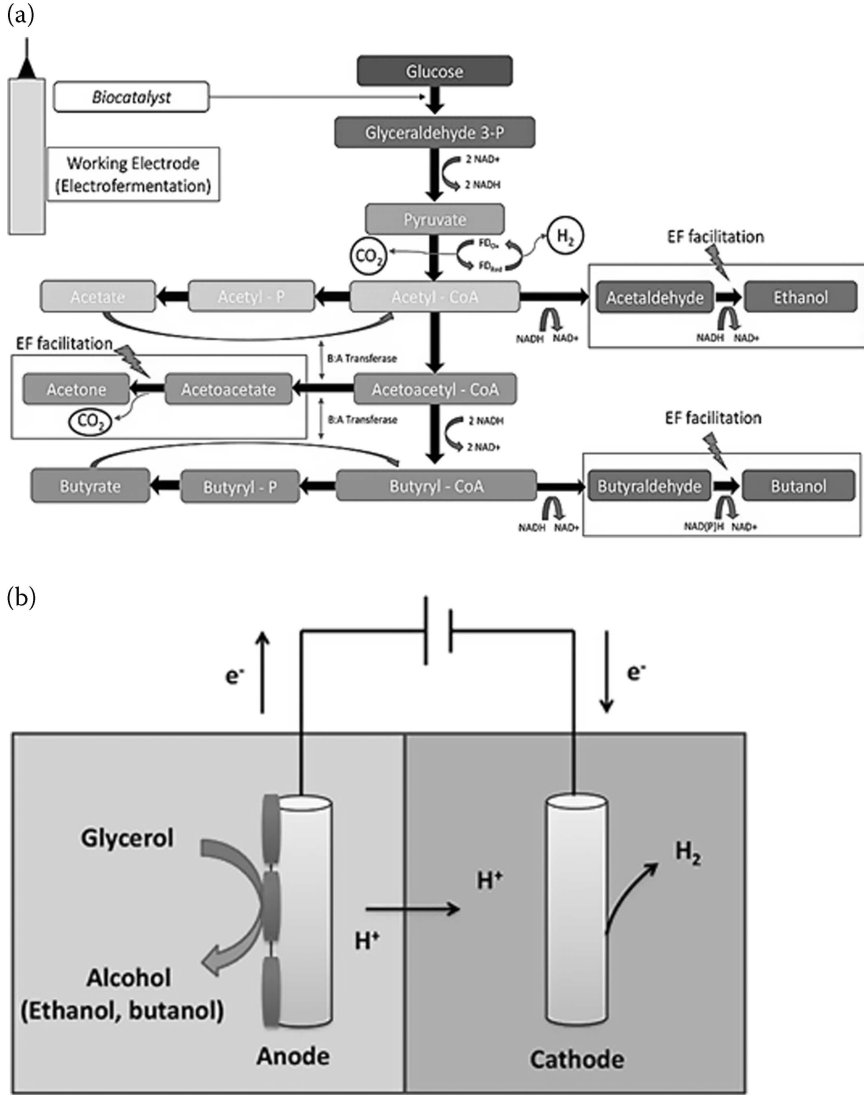 (a)
Glucose
Biocatalyst
Glyceraldehyde 3-P
Working Electrode
(Electrofermentation)
2 NAD+
2 NADH
Pyruvate
CO2
FDOx
FDRed
H2
EF facilitation
Acetate
Acetyl - P
Acetyl - CoA
Acetaldehyde
Ethanol
NADH NAD+
NADH NAD+
EF facilitation
B:A Transferase
Acetone
Acetoacetate
Acetoacetyl - CoA
CO2
B:A Transferase
2 NADH
2 NAD+
EF facilitation
Butyrate
Butyryl - P
Butyryl - CoA
Butyraldehyde
Butanol
NADH NAD+
NAD(P)H NAD+
(b)
e-
e-
Glycerol
H2
H+
H+
Alcohol
(Ethanol, butanol)
Anode
Cathode